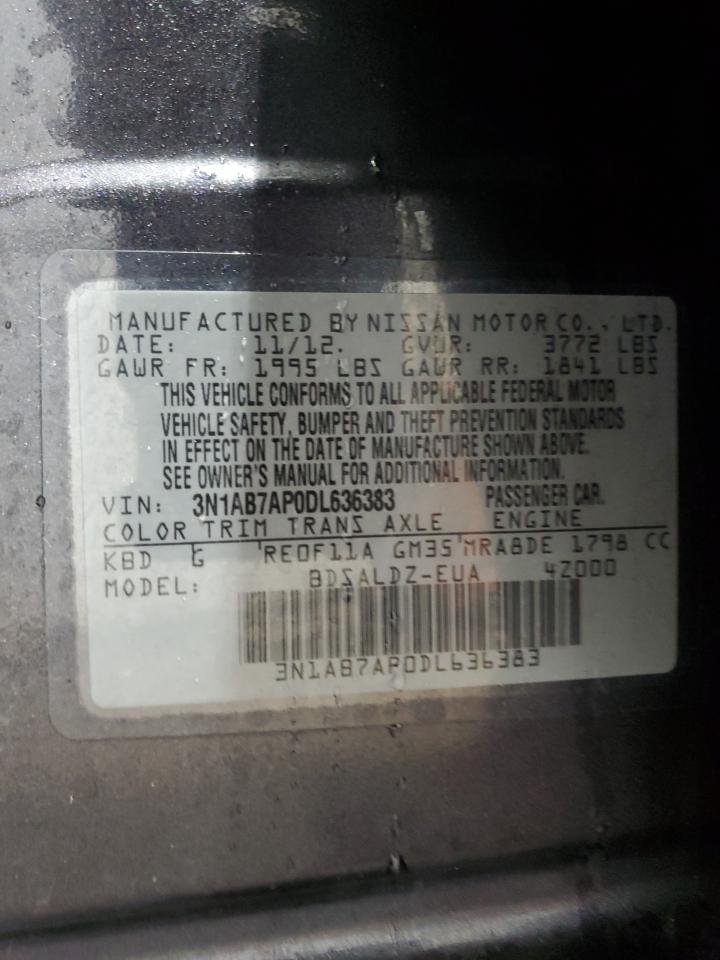 MANUFACTURED BY NISSAN MOTOR CO., LTD.
DATE: 11/12. GVWR: 3772 LBS
GAWR FR: 1995 LBS GAWR RR: 1841 LBS
THIS VEHICLE CONFORMS TO ALL APPLICABLE FEDERAL MOTOR
VEHICLE SAFETY, BUMPER AND THEFT PREVENTION STANDARDS
IN EFFECT ON THE DATE OF MANUFACTURE SHOWN ABOVE.
SEE OWNER'S MANUAL FOR ADDITIONAL INFORMATION.
VIN: 3N1AB7AP0DL636383 PASSENGER CAR.
COLOR TRIM TRANS AXLE ENGINE
KBD G RE0F11A GM35 MRA8DE 1798 CC
MODEL: BDSALDZ-EUA 4Z000
3N1AB7AP0DL636383